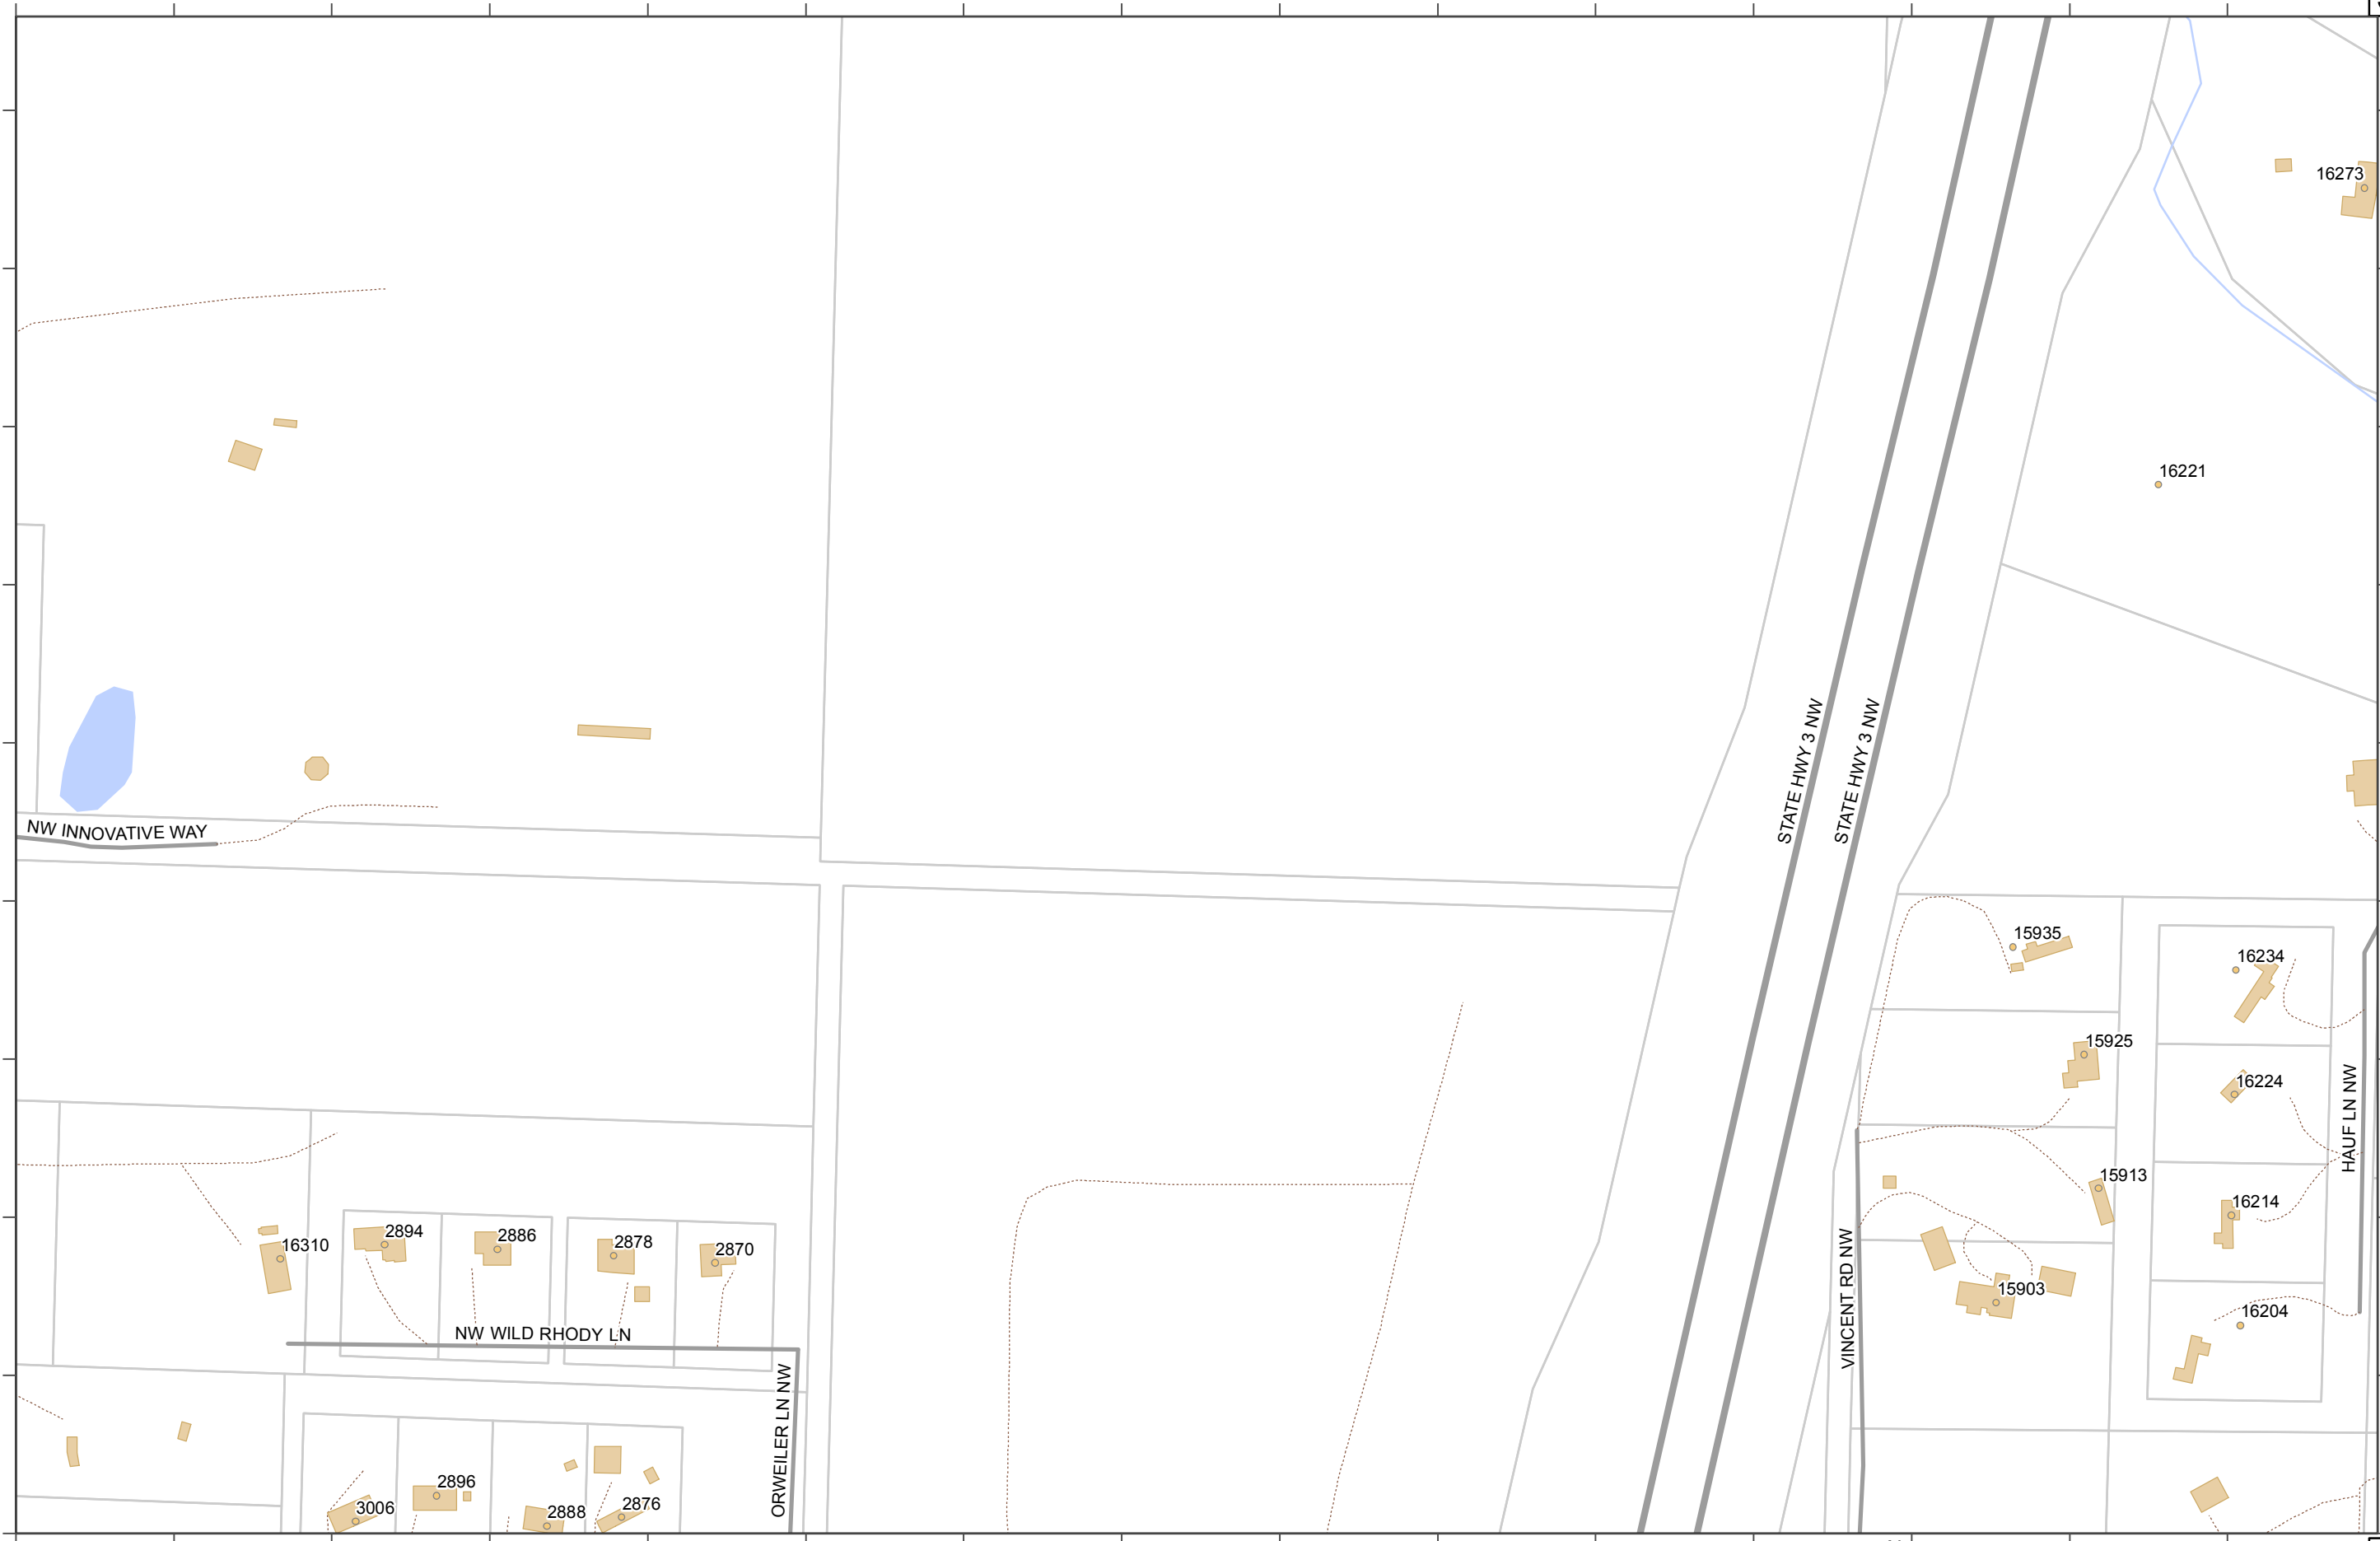 16273
16221
STATE HWY 3 NW
STATE HWY 3 NW
NW INNOVATIVE WAY
15935
16234
15925
16224
HAUF LN NW
15913
16214
16310
2894
2886
2878
2870
VINCENT RD NW
15903
16204
NW WILD RHODY LN
ORWEILER LN NW
2896
3006
2888
2876